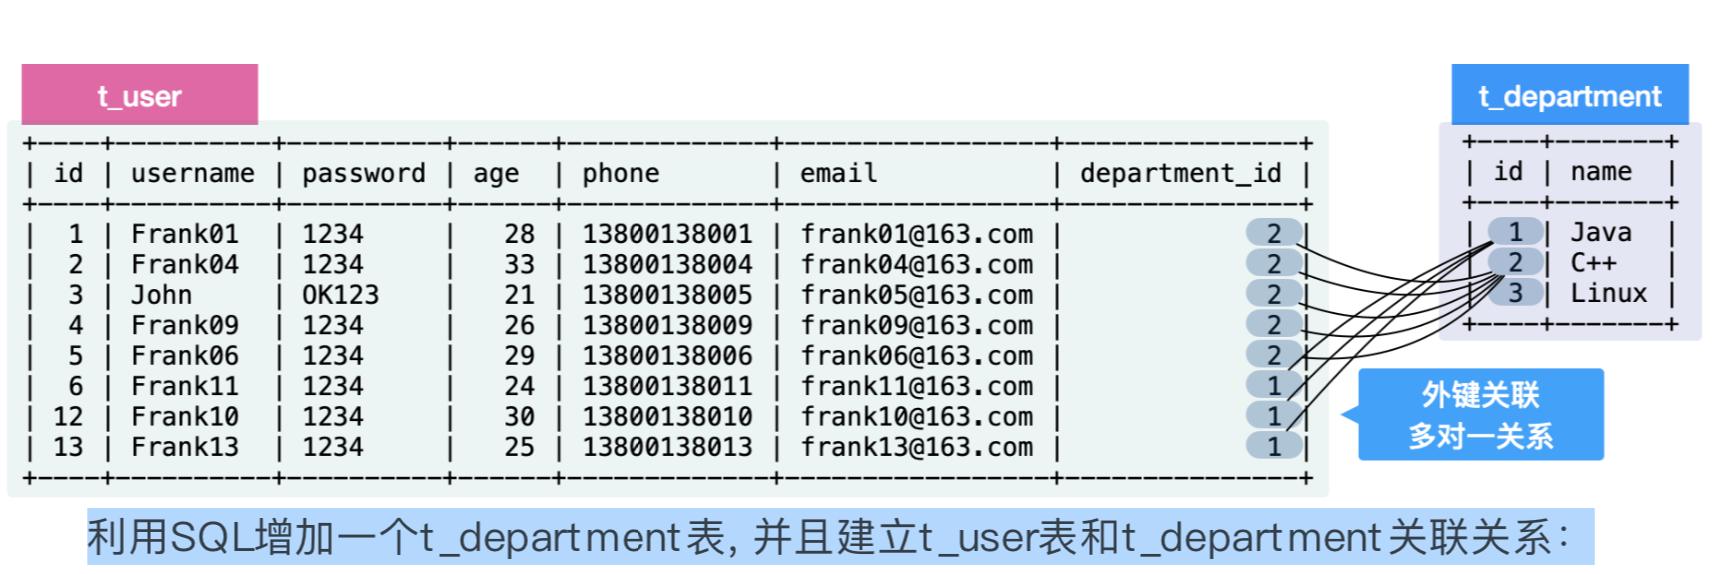 t_user
t_department
+----+----------+----------+------+-------------+------------------+---------------+
| id | username | password | age | phone | email | department_id |
+----+----------+----------+------+-------------+------------------+---------------+
| 1 | Frank01 | 1234 | 28 | 13800138001 | frank01@163.com | 2 |
| 2 | Frank04 | 1234 | 33 | 13800138004 | frank04@163.com | 2 |
| 3 | John | OK123 | 21 | 13800138005 | frank05@163.com | 2 |
| 4 | Frank09 | 1234 | 26 | 13800138009 | frank09@163.com | 2 |
| 5 | Frank06 | 1234 | 29 | 13800138006 | frank06@163.com | 2 |
| 6 | Frank11 | 1234 | 24 | 13800138011 | frank11@163.com | 1 |
| 12 | Frank10 | 1234 | 30 | 13800138010 | frank10@163.com | 1 |
| 13 | Frank13 | 1234 | 25 | 13800138013 | frank13@163.com | 1 |
+----+----------+----------+------+-------------+------------------+---------------+
+----+-------+
| id | name |
+----+-------+
| 1 | Java |
| 2 | C++ |
| 3 | Linux |
+----+-------+
外键关联
多对一关系
利用SQL增加一个t_department表, 并且建立t_user表和t_department关联关系：